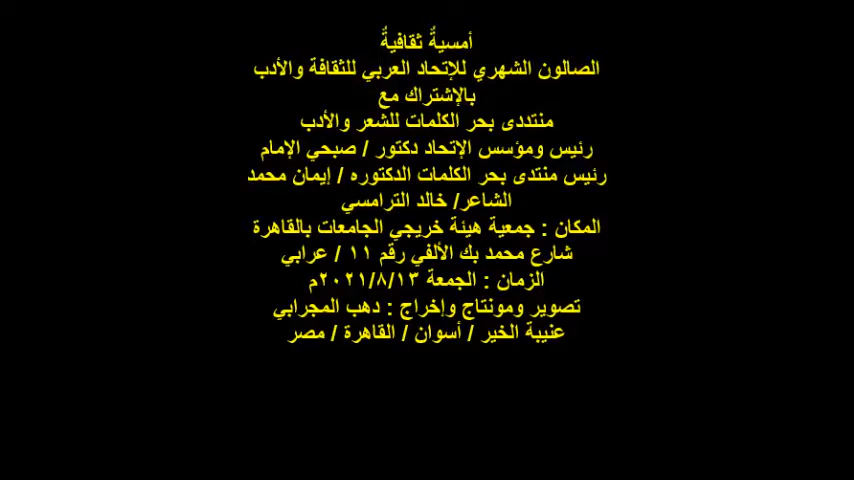 أمسيةٌ ثقافيةٌ
الصالون الشهري للإتحاد العربي للثقافة والأدب
بالإشتراك مع
منتددى بحر الكلمات للشعر والأدب
رئيس ومؤسس الإتحاد دكتور / صبحي الإمام
رئيس منتدى بحر الكلمات الدكتوره / إيمان محمد
الشاعر/ خالد الترامسي
المكان : جمعية هيئة خريجي الجامعات بالقاهرة
شارع محمد بك الألفي رقم ١١ / عرابي
الزمان : الجمعة ٢٠٢١/٨/١٣م
تصوير ومونتاج وإخراج : دهب المجرابي
عنيبة الخير / أسوان / القاهرة / مصر